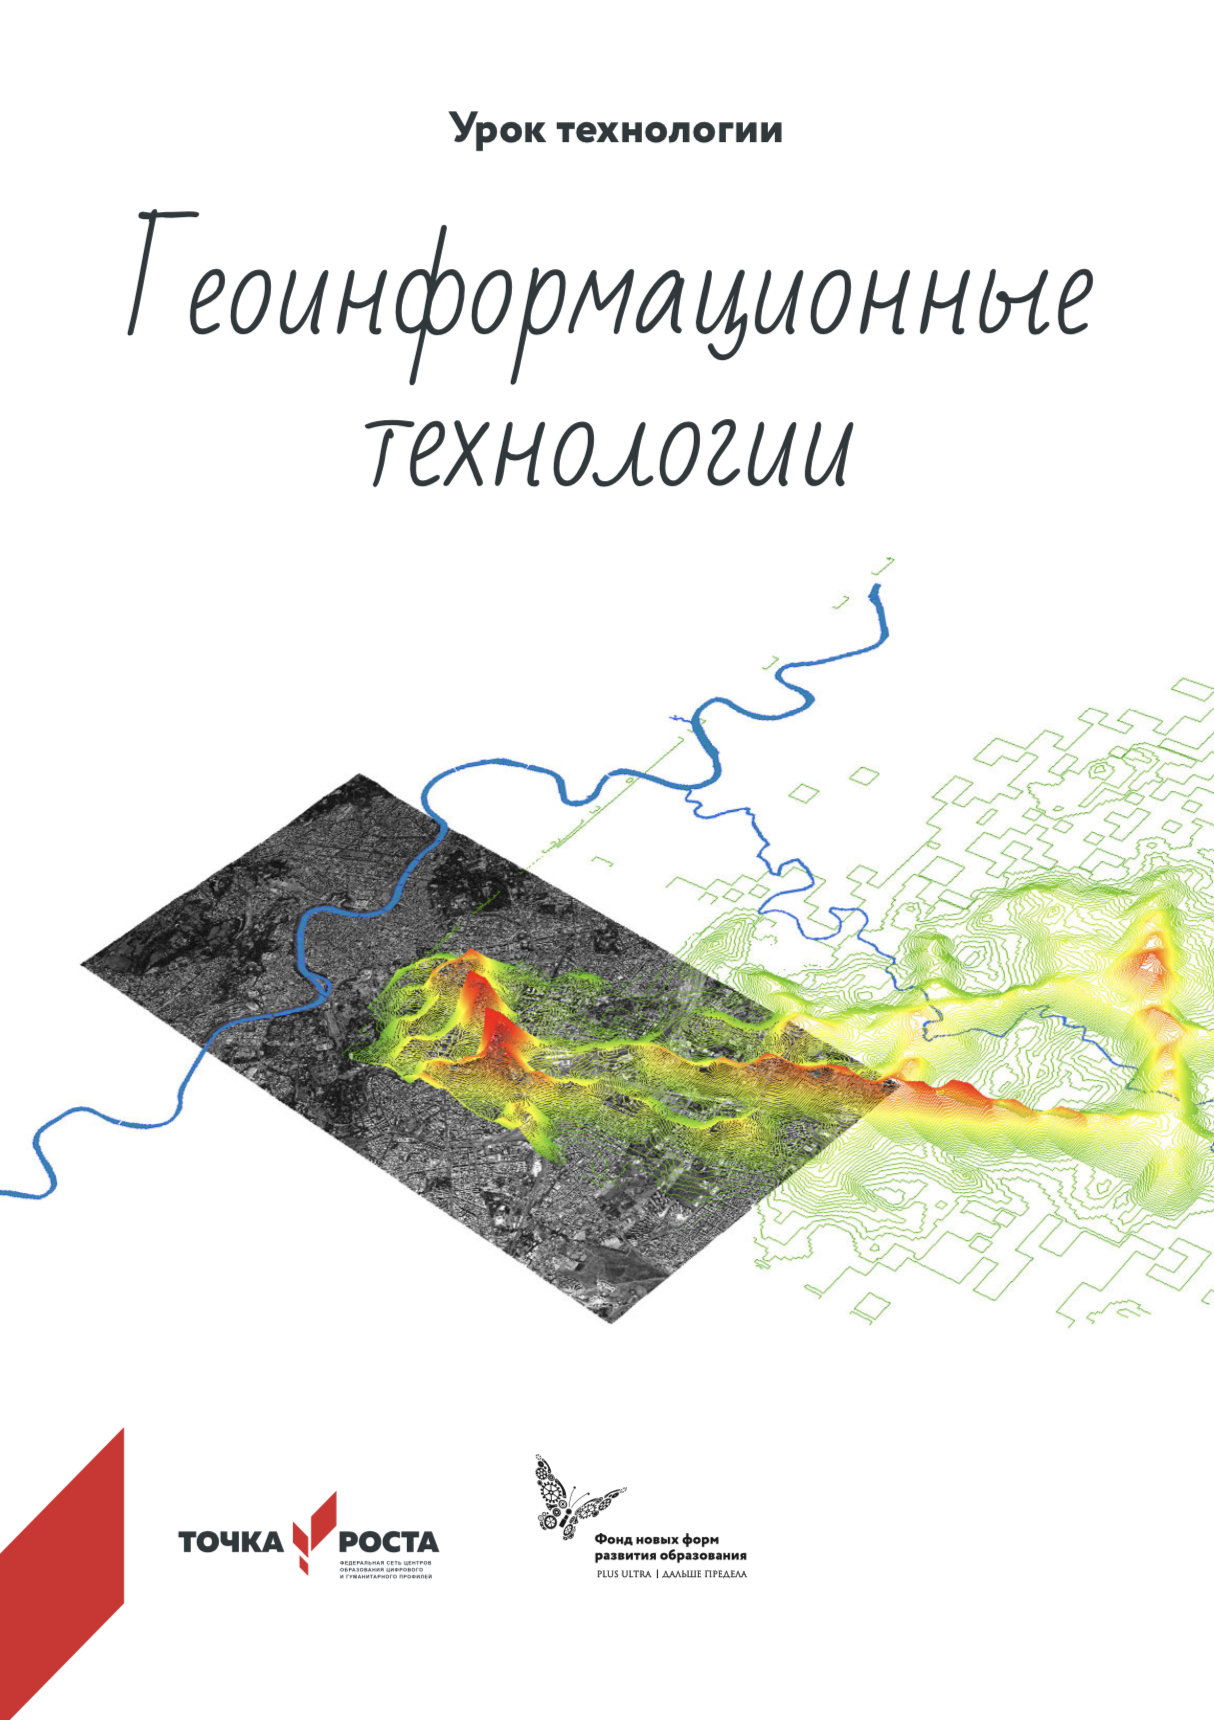 Урок технологии
Геоинформационные
технологии
ТОЧКА РОСТА
ФЕДЕРАЛЬНАЯ СЕТЬ ЦЕНТРОВ
ОБРАЗОВАНИЯ ЦИФРОВОГО
И ГУМАНИТАРНОГО ПРОФИЛЕЙ
Фонд новых форм
развития образования
PLUS ULTRA | ДАЛЬШЕ ПРЕДЕЛА